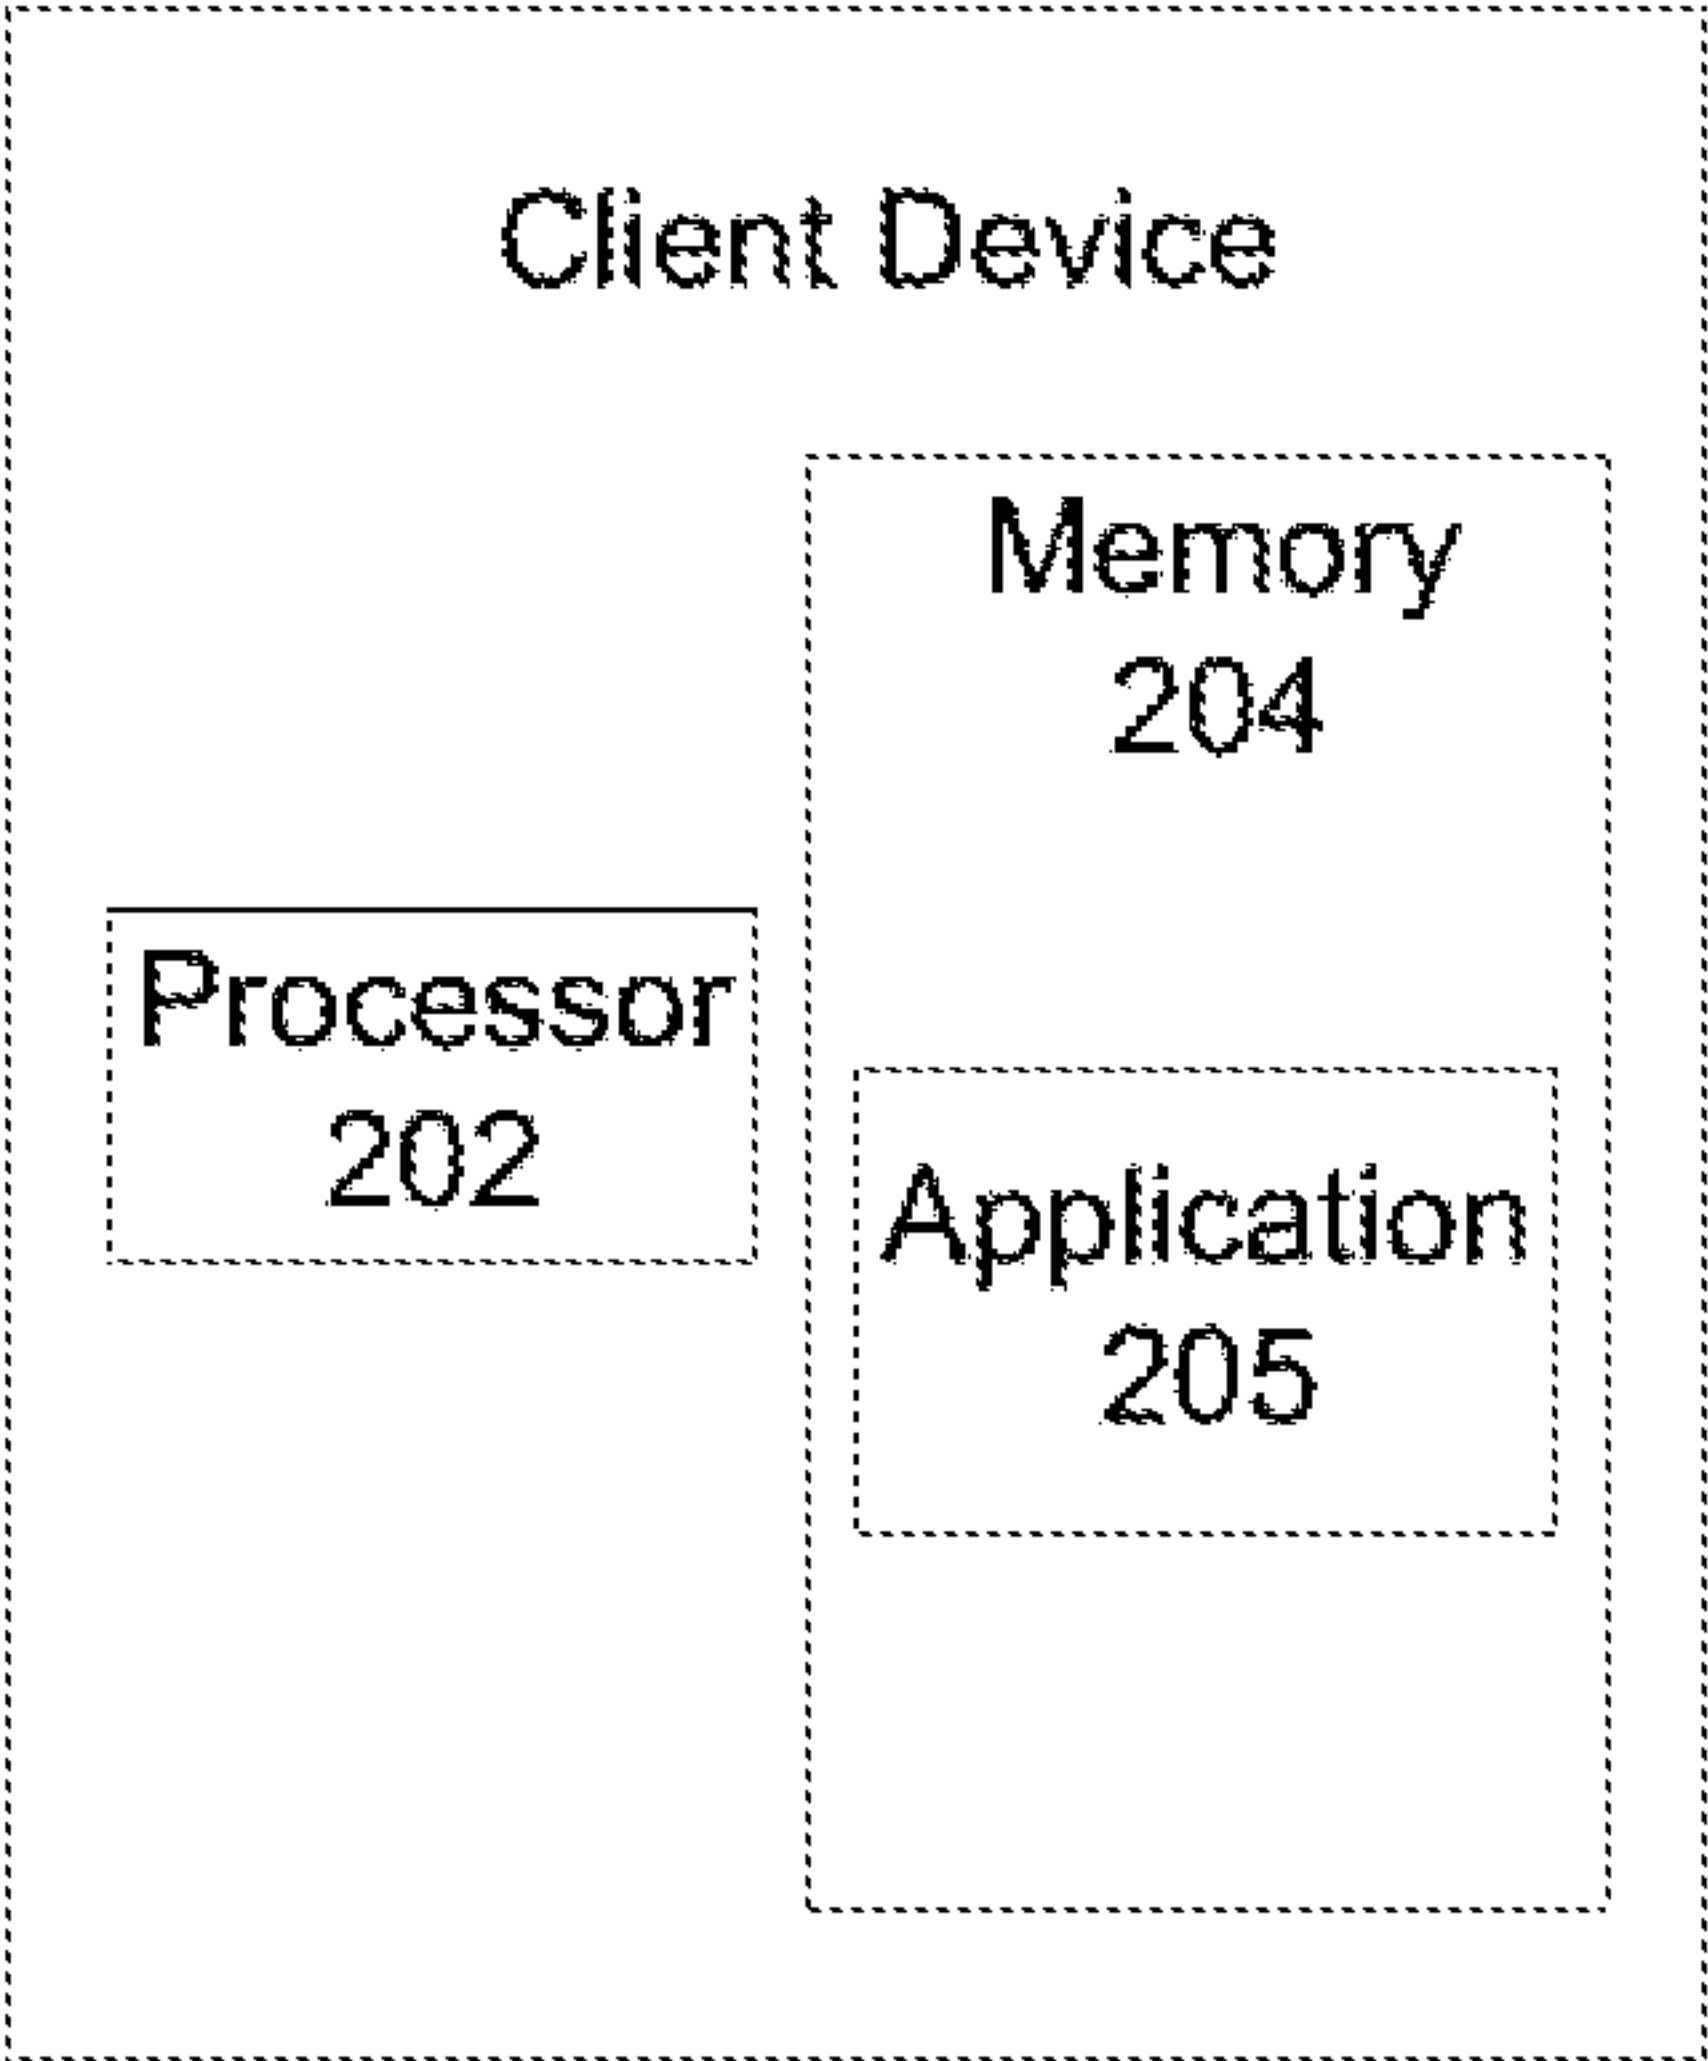 Client Device
Memory
204
Processor
202
Application
205